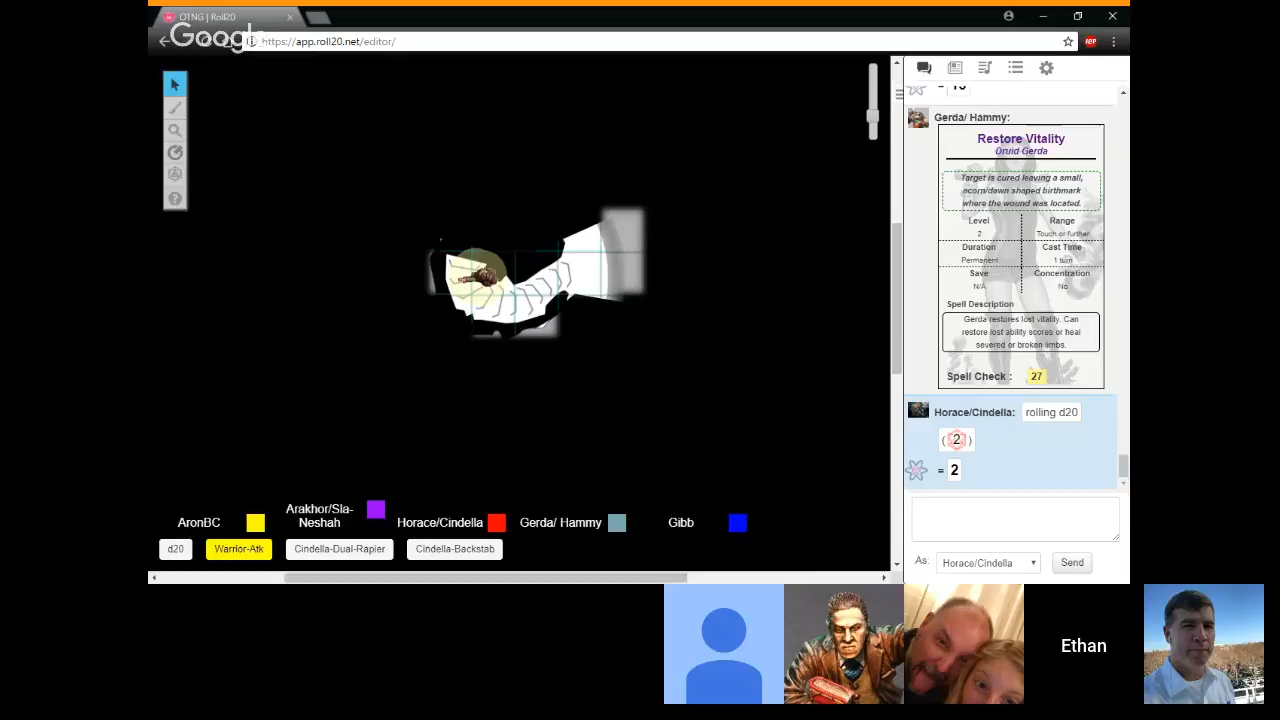 OTNG | Roll20
Google
https://app.roll20.net/editor/
ABP
Gerda/ Hammy:
Restore Vitality
Druid Gerda
Target is cured leaving a small,
acorn/dawn shaped birthmark
where the wound was located.
Level
Range
2
Touch or further
Duration
Cast Time
Permanent
1 turn
Save
Concentration
N/A
No
Spell Description
Gerda restores lost vitality. Can
restore lost ability scores or heal
severed or broken limbs.
Spell Check : 27
Horace/Cindella: rolling d20
(2)
= 2
AronBC
Arakhor/Sla-
Neshah
Horace/Cindella
Gerda/ Hammy
Gibb
d20
Warrior-Atk
Cindella-Dual-Rapier
Cindella-Backstab
As: Horace/Cindella
Send
Ethan